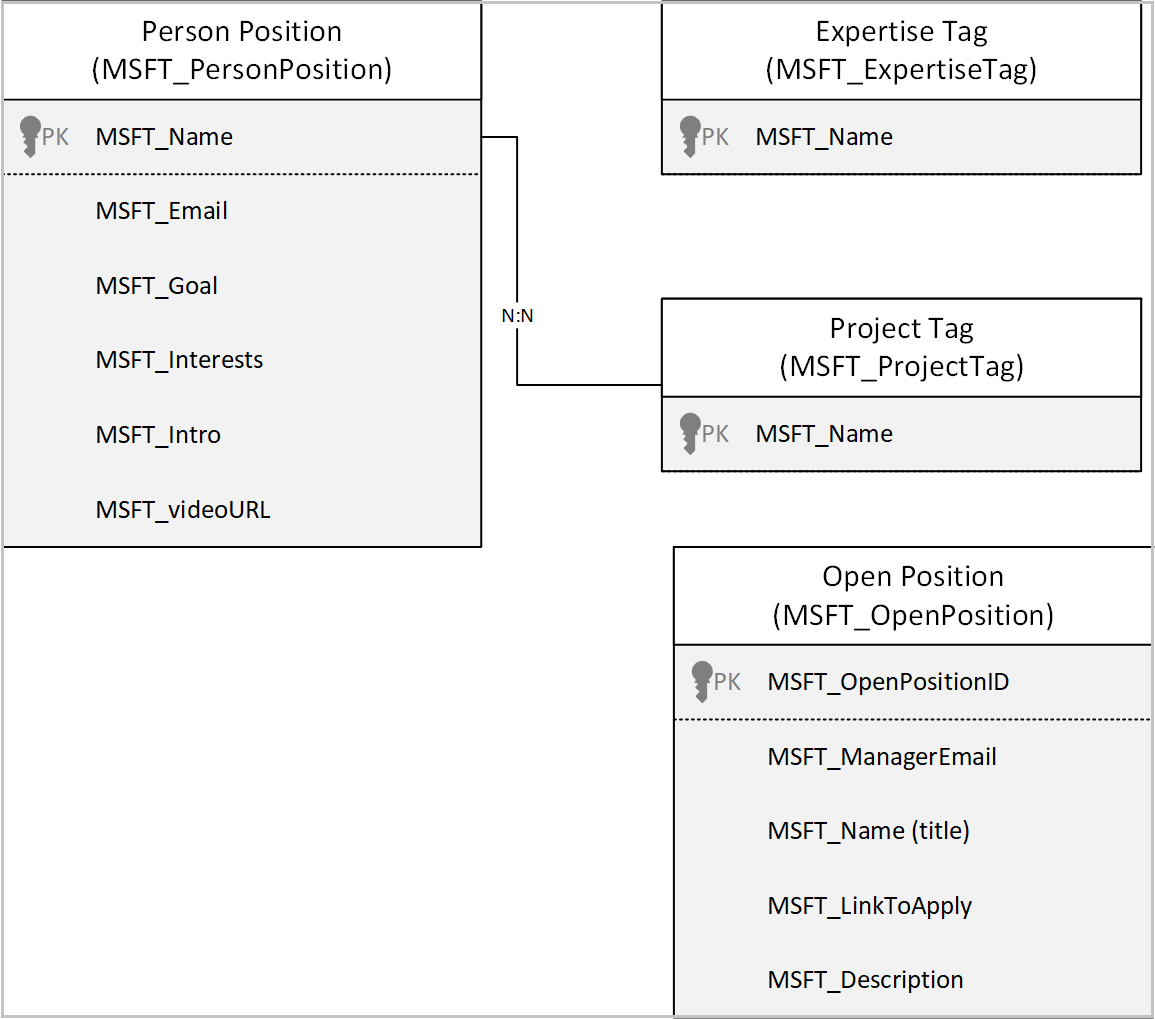 Person Position
(MSFT_PersonPosition)
PK MSFT_Name
MSFT_Email
MSFT_Goal
MSFT_Interests
MSFT_Intro
MSFT_videoURL
N:N
Expertise Tag
(MSFT_ExpertiseTag)
PK MSFT_Name
Project Tag
(MSFT_ProjectTag)
PK MSFT_Name
Open Position
(MSFT_OpenPosition)
PK MSFT_OpenPositionID
MSFT_ManagerEmail
MSFT_Name (title)
MSFT_LinkToApply
MSFT_Description